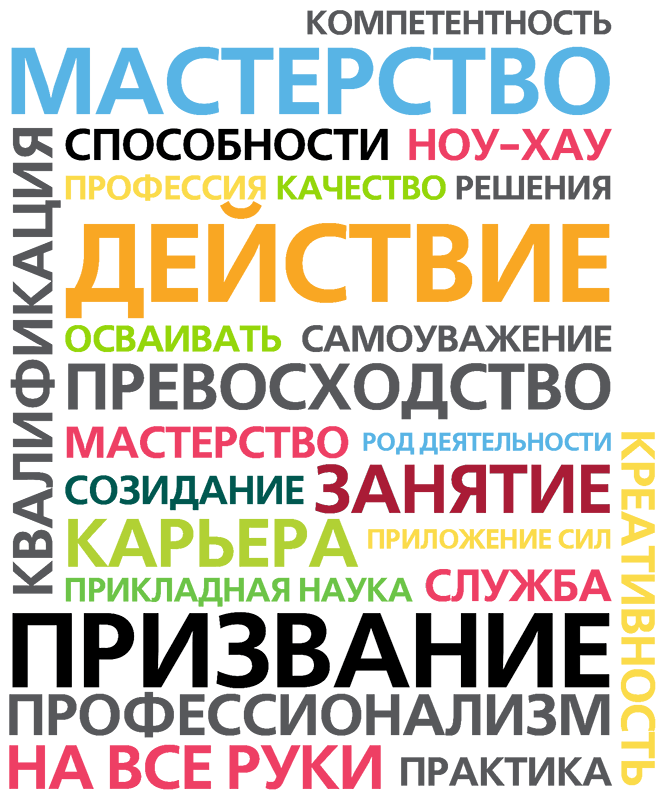 КОМПЕТЕНТНОСТЬ
МАСТЕРСТВО
КВАЛИФИКАЦИЯ
СПОСОБНОСТИ НОУ-ХАУ
ПРОФЕССИЯ КАЧЕСТВО РЕШЕНИЯ
ДЕЙСТВИЕ
ОСВАИВАТЬ САМОУВАЖЕНИЕ
ПРЕВОСХОДСТВО
МАСТЕРСТВО РОД ДЕЯТЕЛЬНОСТИ
СОЗИДАНИЕ ЗАНЯТИЕ
КАРЬЕРА ПРИЛОЖЕНИЕ СИЛ
ПРИКЛАДНАЯ НАУКА СЛУЖБА
КРЕАТИВНОСТЬ
ПРИЗВАНИЕ
ПРОФЕССИОНАЛИЗМ
НА ВСЕ РУКИ ПРАКТИКА